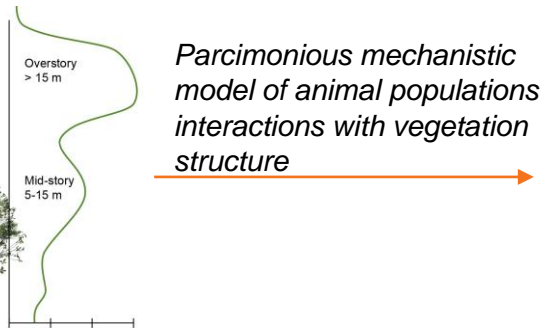 Overstory
> 15 m
Mid-story
5-15 m
Parcimonious mechanistic
model of animal populations
interactions with vegetation
structure